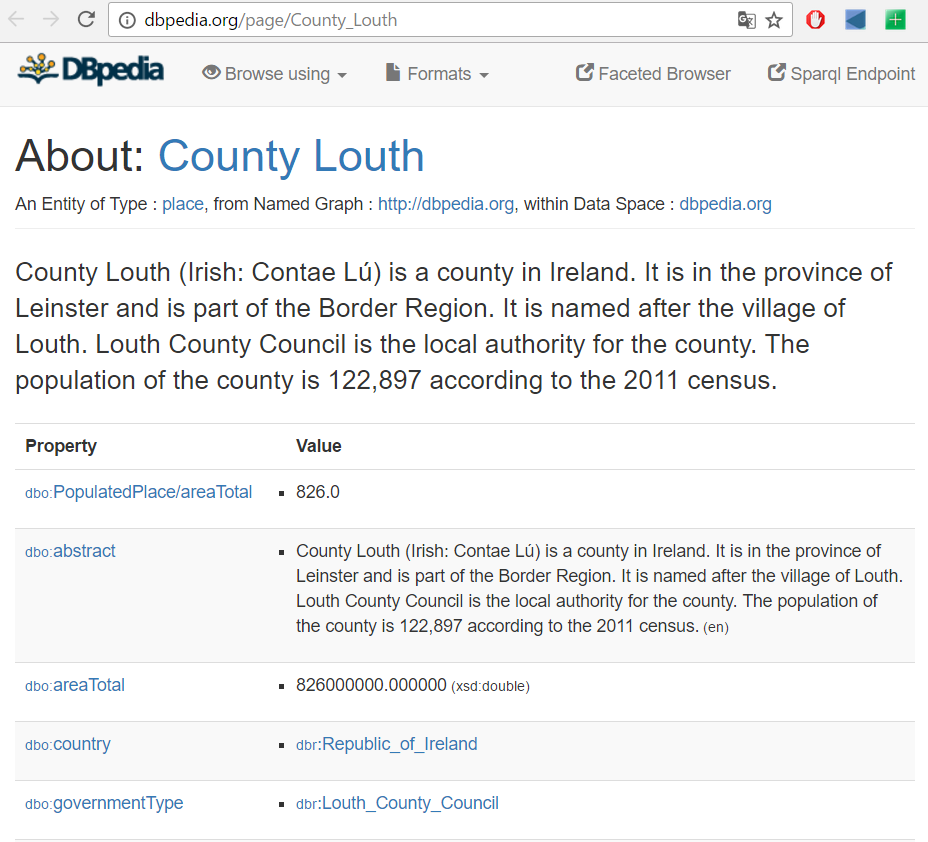 dbpedia.org/page/County_Louth
DBpedia Browse using Formats Faceted Browser Sparql Endpoint
About: County Louth
An Entity of Type : place, from Named Graph : http://dbpedia.org, within Data Space : dbpedia.org
County Louth (Irish: Contae Lú) is a county in Ireland. It is in the province of
Leinster and is part of the Border Region. It is named after the village of
Louth. Louth County Council is the local authority for the county. The
population of the county is 122,897 according to the 2011 census.
Property Value
dbo:PopulatedPlace/areaTotal ▪ 826.0
dbo:abstract ▪ County Louth (Irish: Contae Lú) is a county in Ireland. It is in the province of
Leinster and is part of the Border Region. It is named after the village of Louth.
Louth County Council is the local authority for the county. The population of
the county is 122,897 according to the 2011 census. (en)
dbo:areaTotal ▪ 826000000.000000 (xsd:double)
dbo:country ▪ dbr:Republic_of_Ireland
dbo:governmentType ▪ dbr:Louth_County_Council